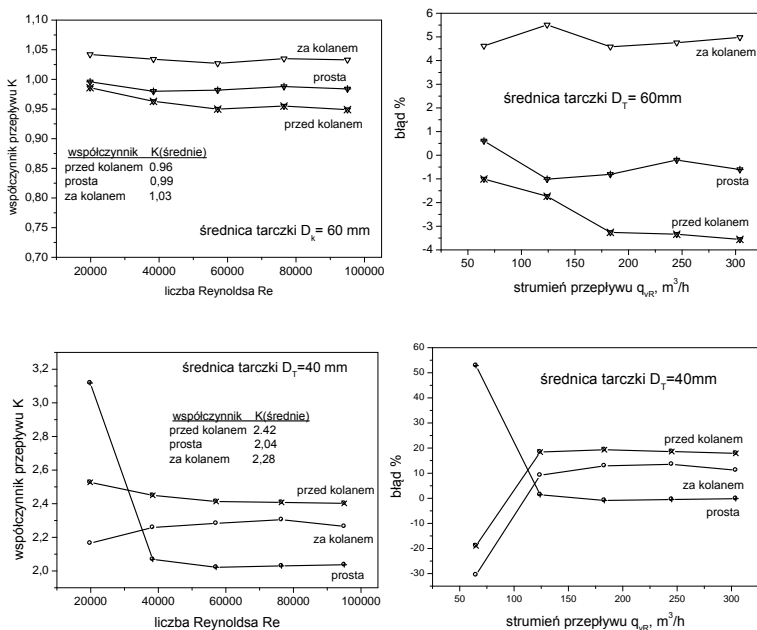 1,10
1,05
1,00
0,95
0,90
0,85
0,80
0,75
0,70
współczynnik przepływu K
za kolanem
prosta
przed kolanem
współczynnik K(średnie)
przed kolanem 0.96
prosta 0,99
za kolanem 1,03
średnica tarczki Dk= 60 mm
20000 40000 60000 80000 100000
liczba Reynoldsa Re
6
5
4
3
2
1
0
-1
-2
-3
-4
błąd %
za kolanem
średnica tarczki DT= 60mm
prosta
przed kolanem
50 100 150 200 250 300
strumień przepływu qvR, m3/h
3,2
3,0
2,8
2,6
2,4
2,2
2,0
współczynnik przepływu K
średnica tarczki DT=40 mm
współczynnik K(średnie)
przed kolanem 2.42
prosta 2,04
za kolanem 2,28
przed kolanem
za kolanem
prosta
20000 40000 60000 80000 100000
liczba Reynoldsa Re
60
50
40
30
20
10
0
-10
-20
-30
błąd %
średnica tarczki DT=40mm
przed kolanem
za kolanem
prosta
0 50 100 150 200 250 300
strumień przepływu qvR, m3/h